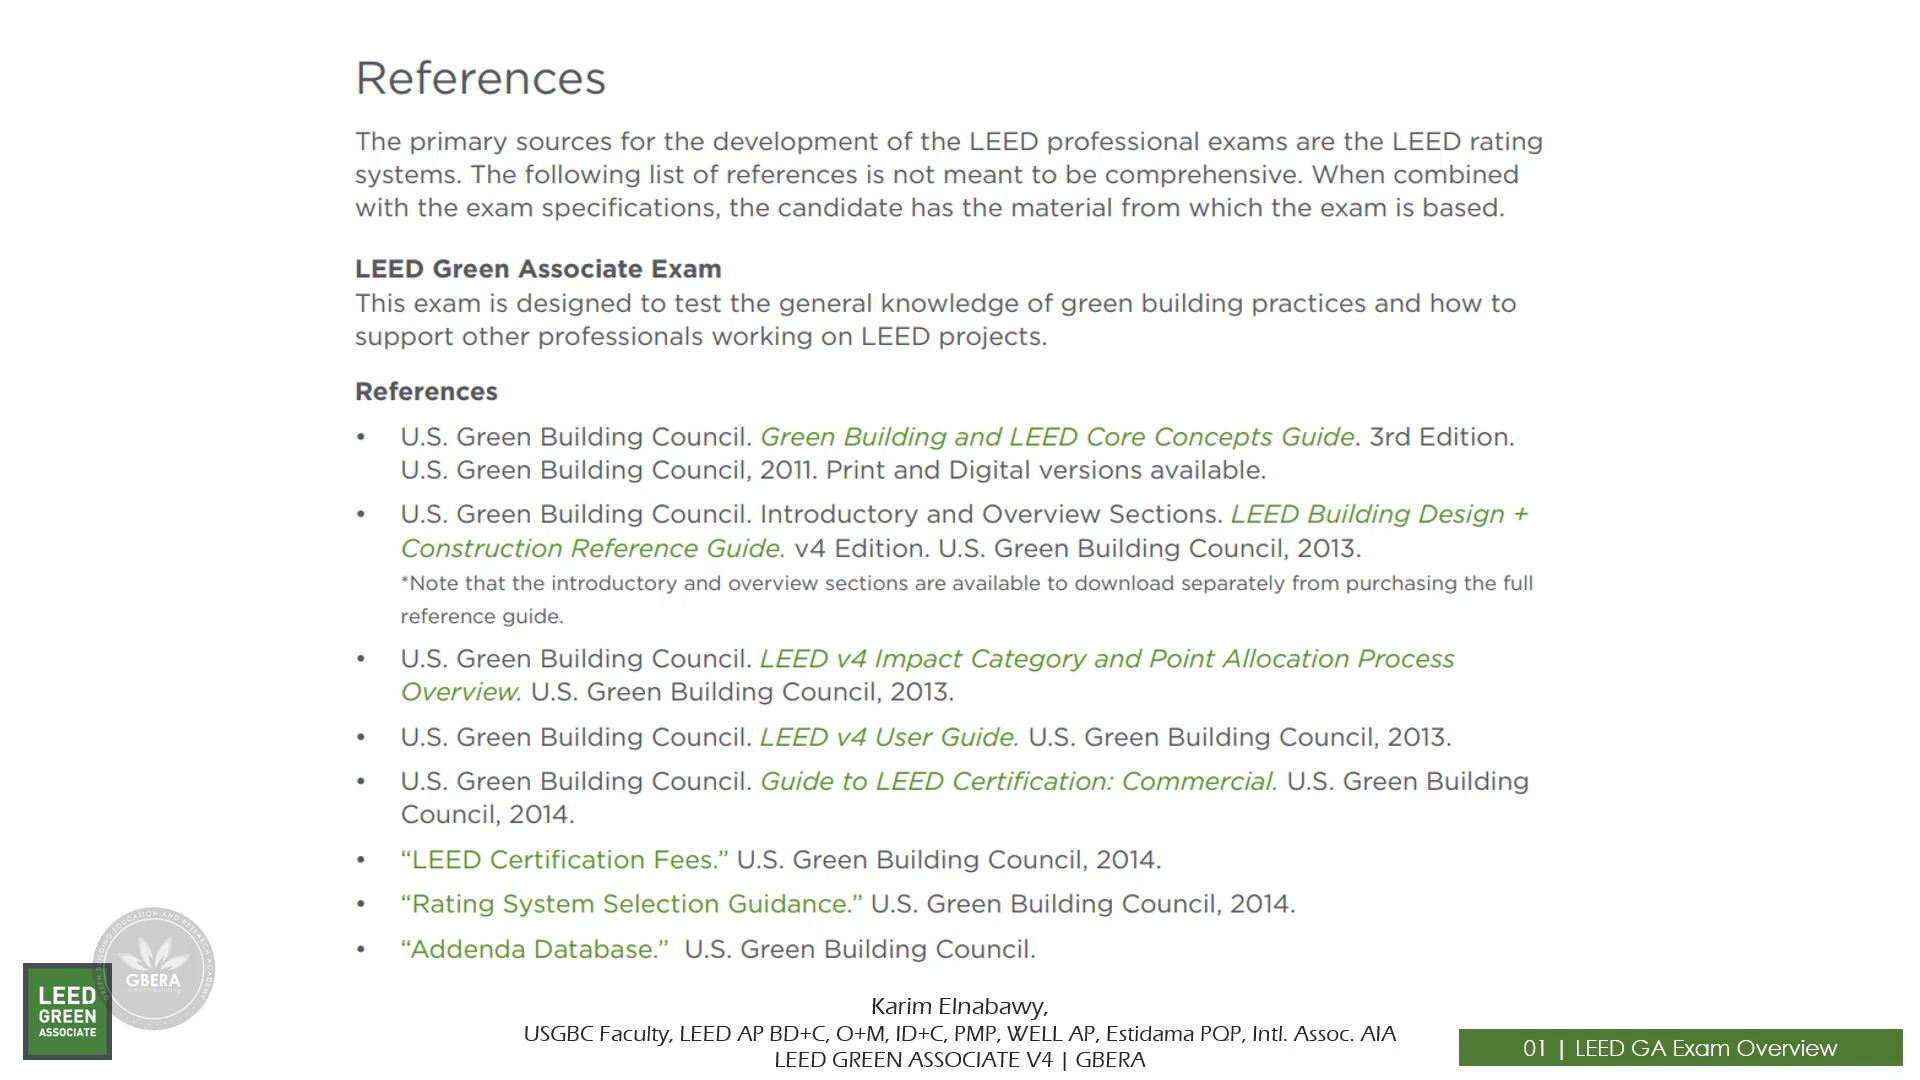 References
The primary sources for the development of the LEED professional exams are the LEED rating
systems. The following list of references is not meant to be comprehensive. When combined
with the exam specifications, the candidate has the material from which the exam is based.
LEED Green Associate Exam
This exam is designed to test the general knowledge of green building practices and how to
support other professionals working on LEED projects.
References
• U.S. Green Building Council. Green Building and LEED Core Concepts Guide. 3rd Edition.
U.S. Green Building Council, 2011. Print and Digital versions available.
• U.S. Green Building Council. Introductory and Overview Sections. LEED Building Design +
Construction Reference Guide. v4 Edition. U.S. Green Building Council, 2013.
*Note that the introductory and overview sections are available to download separately from purchasing the full
reference guide.
• U.S. Green Building Council. LEED v4 Impact Category and Point Allocation Process
Overview. U.S. Green Building Council, 2013.
• U.S. Green Building Council. LEED v4 User Guide. U.S. Green Building Council, 2013.
• U.S. Green Building Council. Guide to LEED Certification: Commercial. U.S. Green Building
Council, 2014.
• “LEED Certification Fees.” U.S. Green Building Council, 2014.
• “Rating System Selection Guidance.” U.S. Green Building Council, 2014.
• “Addenda Database.” U.S. Green Building Council.
GBERA
LEED
GREEN
ASSOCIATE
Karim Elnabawy,
USGBC Faculty, LEED AP BD+C, O+M, ID+C, PMP, WELL AP, Estidama PQP, Intl. Assoc. AIA
LEED GREEN ASSOCIATE V4 | GBERA
01 | LEED GA Exam Overview